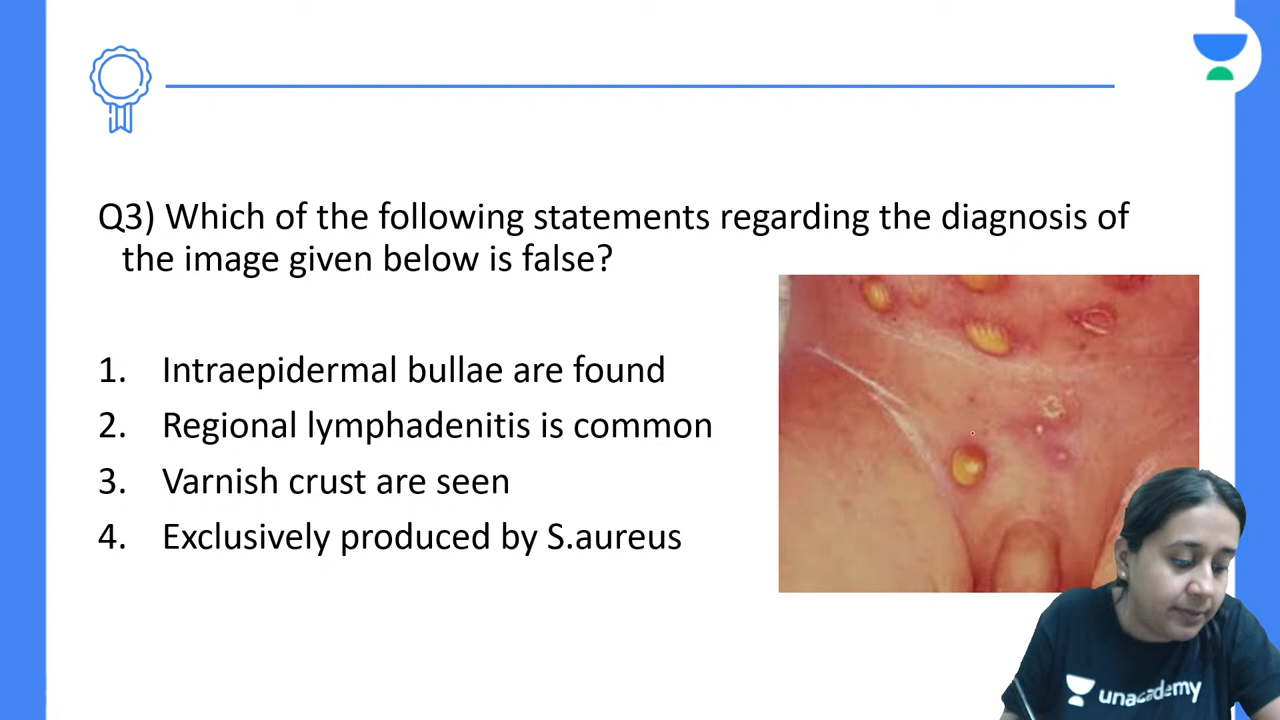 Q3) Which of the following statements regarding the diagnosis of
the image given below is false?
1. Intraepidermal bullae are found
2. Regional lymphadenitis is common
3. Varnish crust are seen
4. Exclusively produced by S.aureus
unacademy